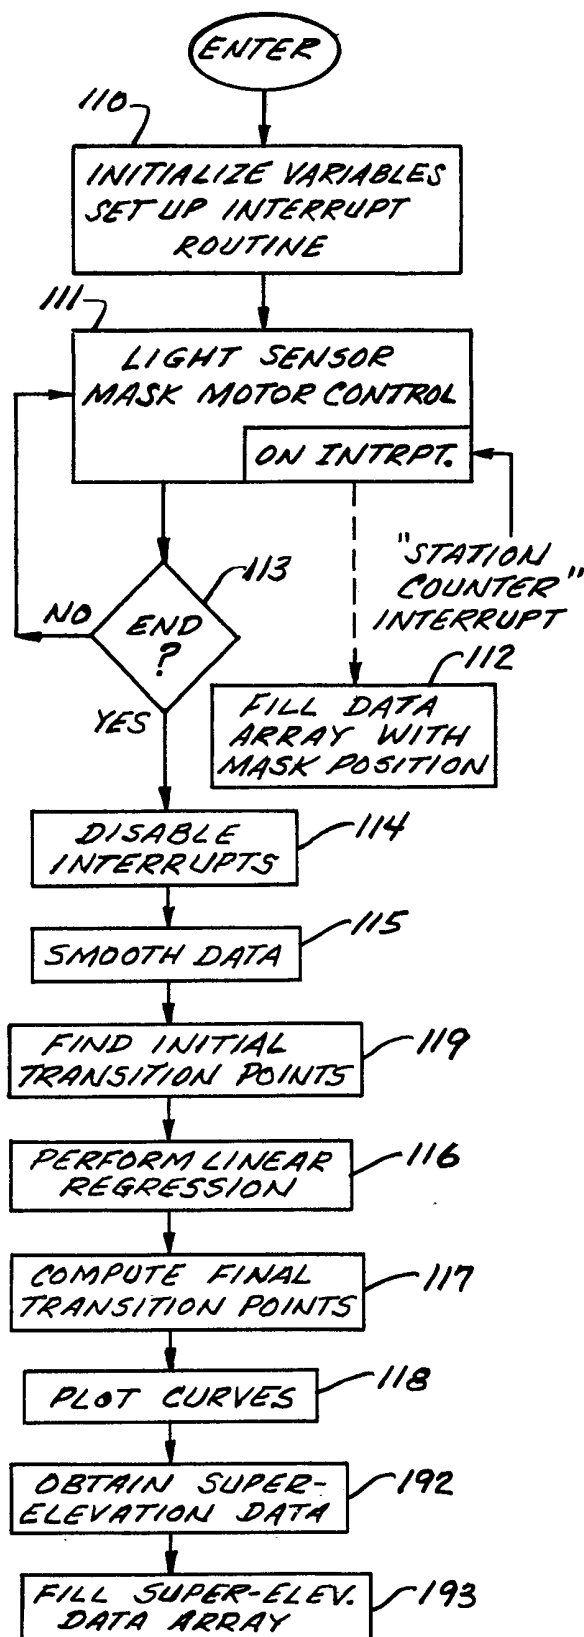 ENTER
110
INITIALIZE VARIABLES
SET UP INTERRUPT
ROUTINE
111
LIGHT SENSOR
MASK MOTOR CONTROL
ON INTRPT.
"STATION
COUNTER"
INTERRUPT
113
NO
END
?
YES
112
FILL DATA
ARRAY WITH
MASK POSITION
DISABLE
INTERRUPTS
114
SMOOTH DATA
115
FIND INITIAL
TRANSITION POINTS
119
PERFORM LINEAR
REGRESSION
116
COMPUTE FINAL
TRANSITION POINTS
117
PLOT CURVES
118
OBTAIN SUPER-
ELEVATION DATA
192
FILL SUPER-ELEV.
DATA ARRAY
193